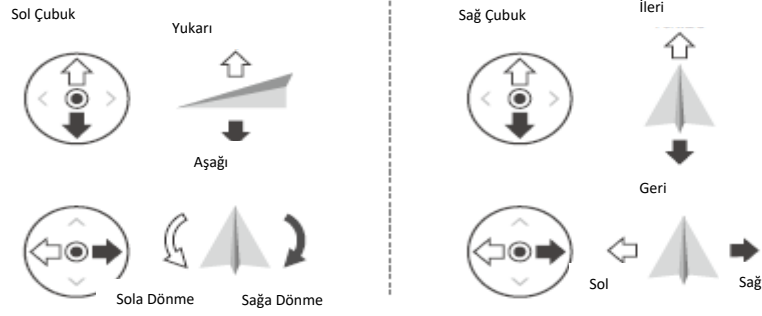 Sol Çubuk
Yukarı
Aşağı
Sola Dönme
Sağa Dönme
Sağ Çubuk
İleri
Geri
Sol
Sağ